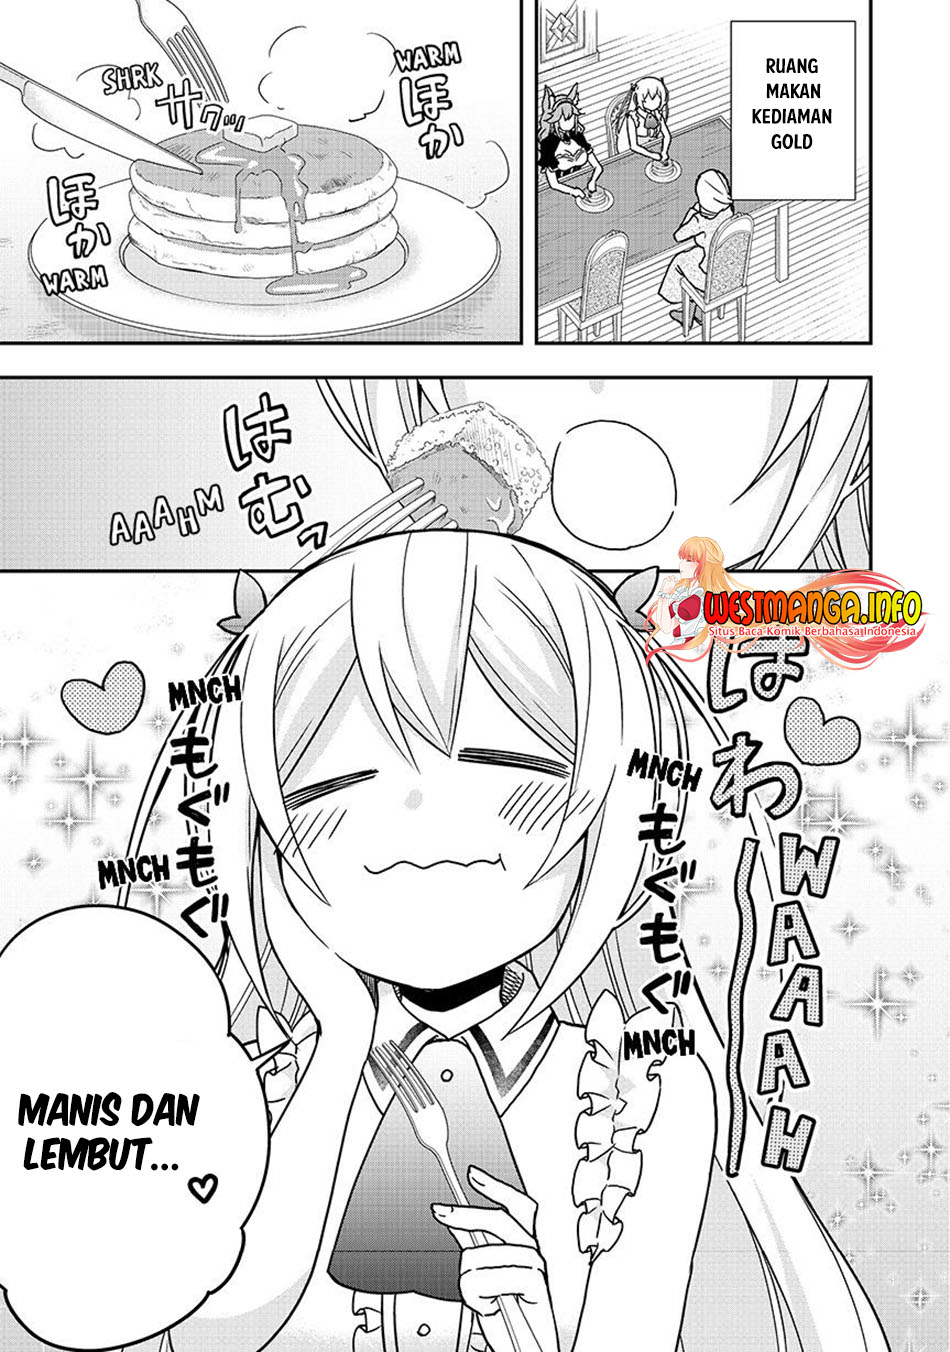 RUANG
MAKAN
KEDIAMAN
GOLD
WARM
ほか
SHRK
サクッ
ほか
WARM
はむっ
AAAHM
WESTMANGA.INFO
Situs Baca Komik Berbahasa Indonesia
ほわ
WAAAH
MNCH
もぐもぐ
MNCH
MNCH
もぐもぐ
MNCH
MANIS DAN
LEMBUT...